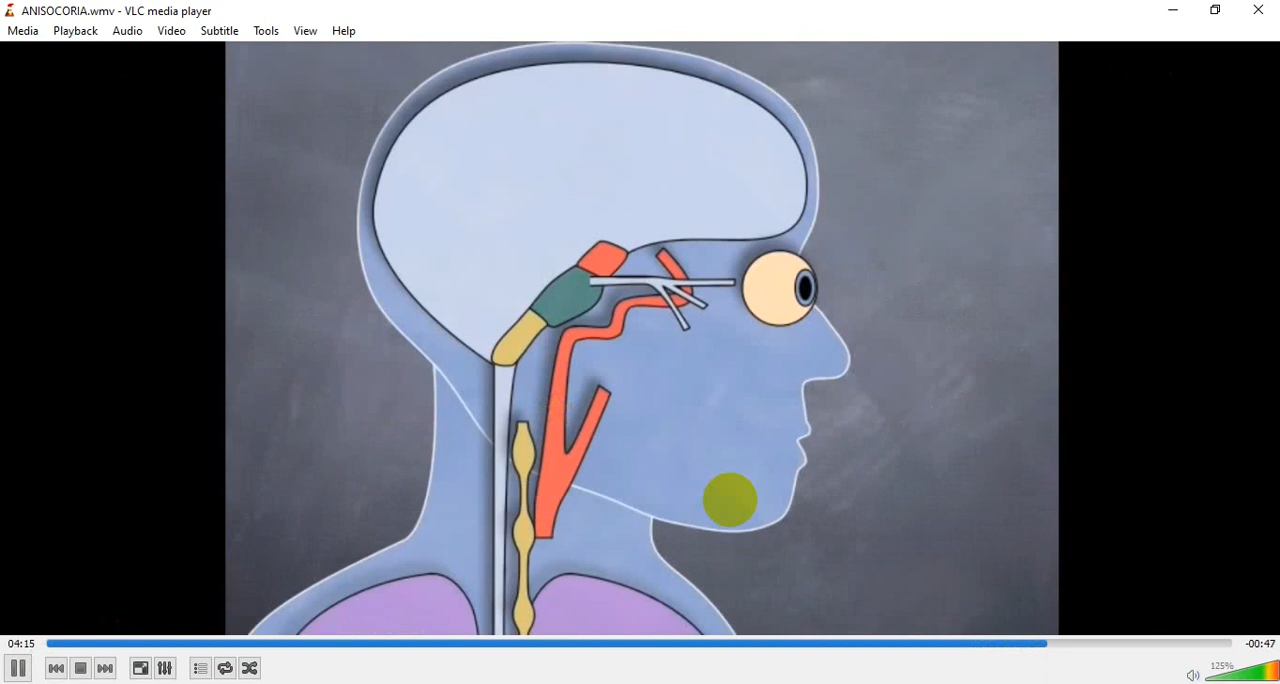 ANISOCORIA.wmv - VLC media player
Media Playback Audio Video Subtitle Tools View Help
04:15 -00:47
125%